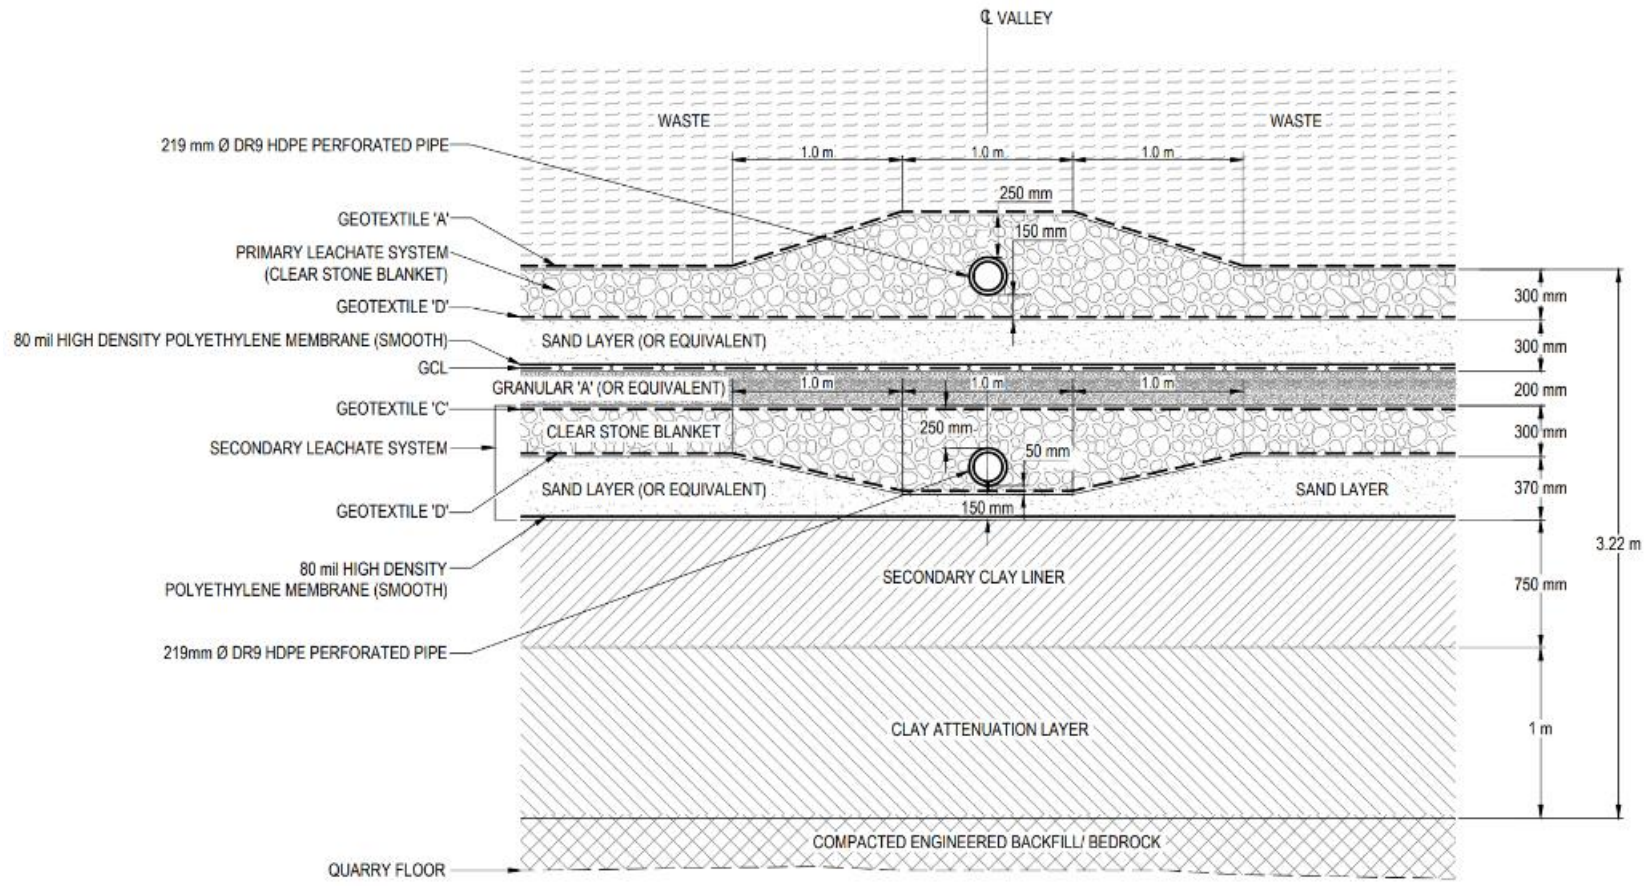 ℄ VALLEY
WASTE
WASTE
219 mm Ø DR9 HDPE PERFORATED PIPE
1.0 m
1.0 m
1.0 m
250 mm
150 mm
GEOTEXTILE 'A'
PRIMARY LEACHATE SYSTEM
(CLEAR STONE BLANKET)
300 mm
GEOTEXTILE 'D'
80 mil HIGH DENSITY POLYETHYLENE MEMBRANE (SMOOTH)
SAND LAYER (OR EQUIVALENT)
300 mm
GCL
GRANULAR 'A' (OR EQUIVALENT)
1.0 m
1.0 m
1.0 m
200 mm
GEOTEXTILE 'C'
CLEAR STONE BLANKET
250 mm
300 mm
SECONDARY LEACHATE SYSTEM
50 mm
SAND LAYER (OR EQUIVALENT)
SAND LAYER
370 mm
GEOTEXTILE 'D'
150 mm
3.22 m
80 mil HIGH DENSITY
POLYETHYLENE MEMBRANE (SMOOTH)
SECONDARY CLAY LINER
750 mm
219mm Ø DR9 HDPE PERFORATED PIPE
CLAY ATTENUATION LAYER
1 m
COMPACTED ENGINEERED BACKFILL/ BEDROCK
QUARRY FLOOR